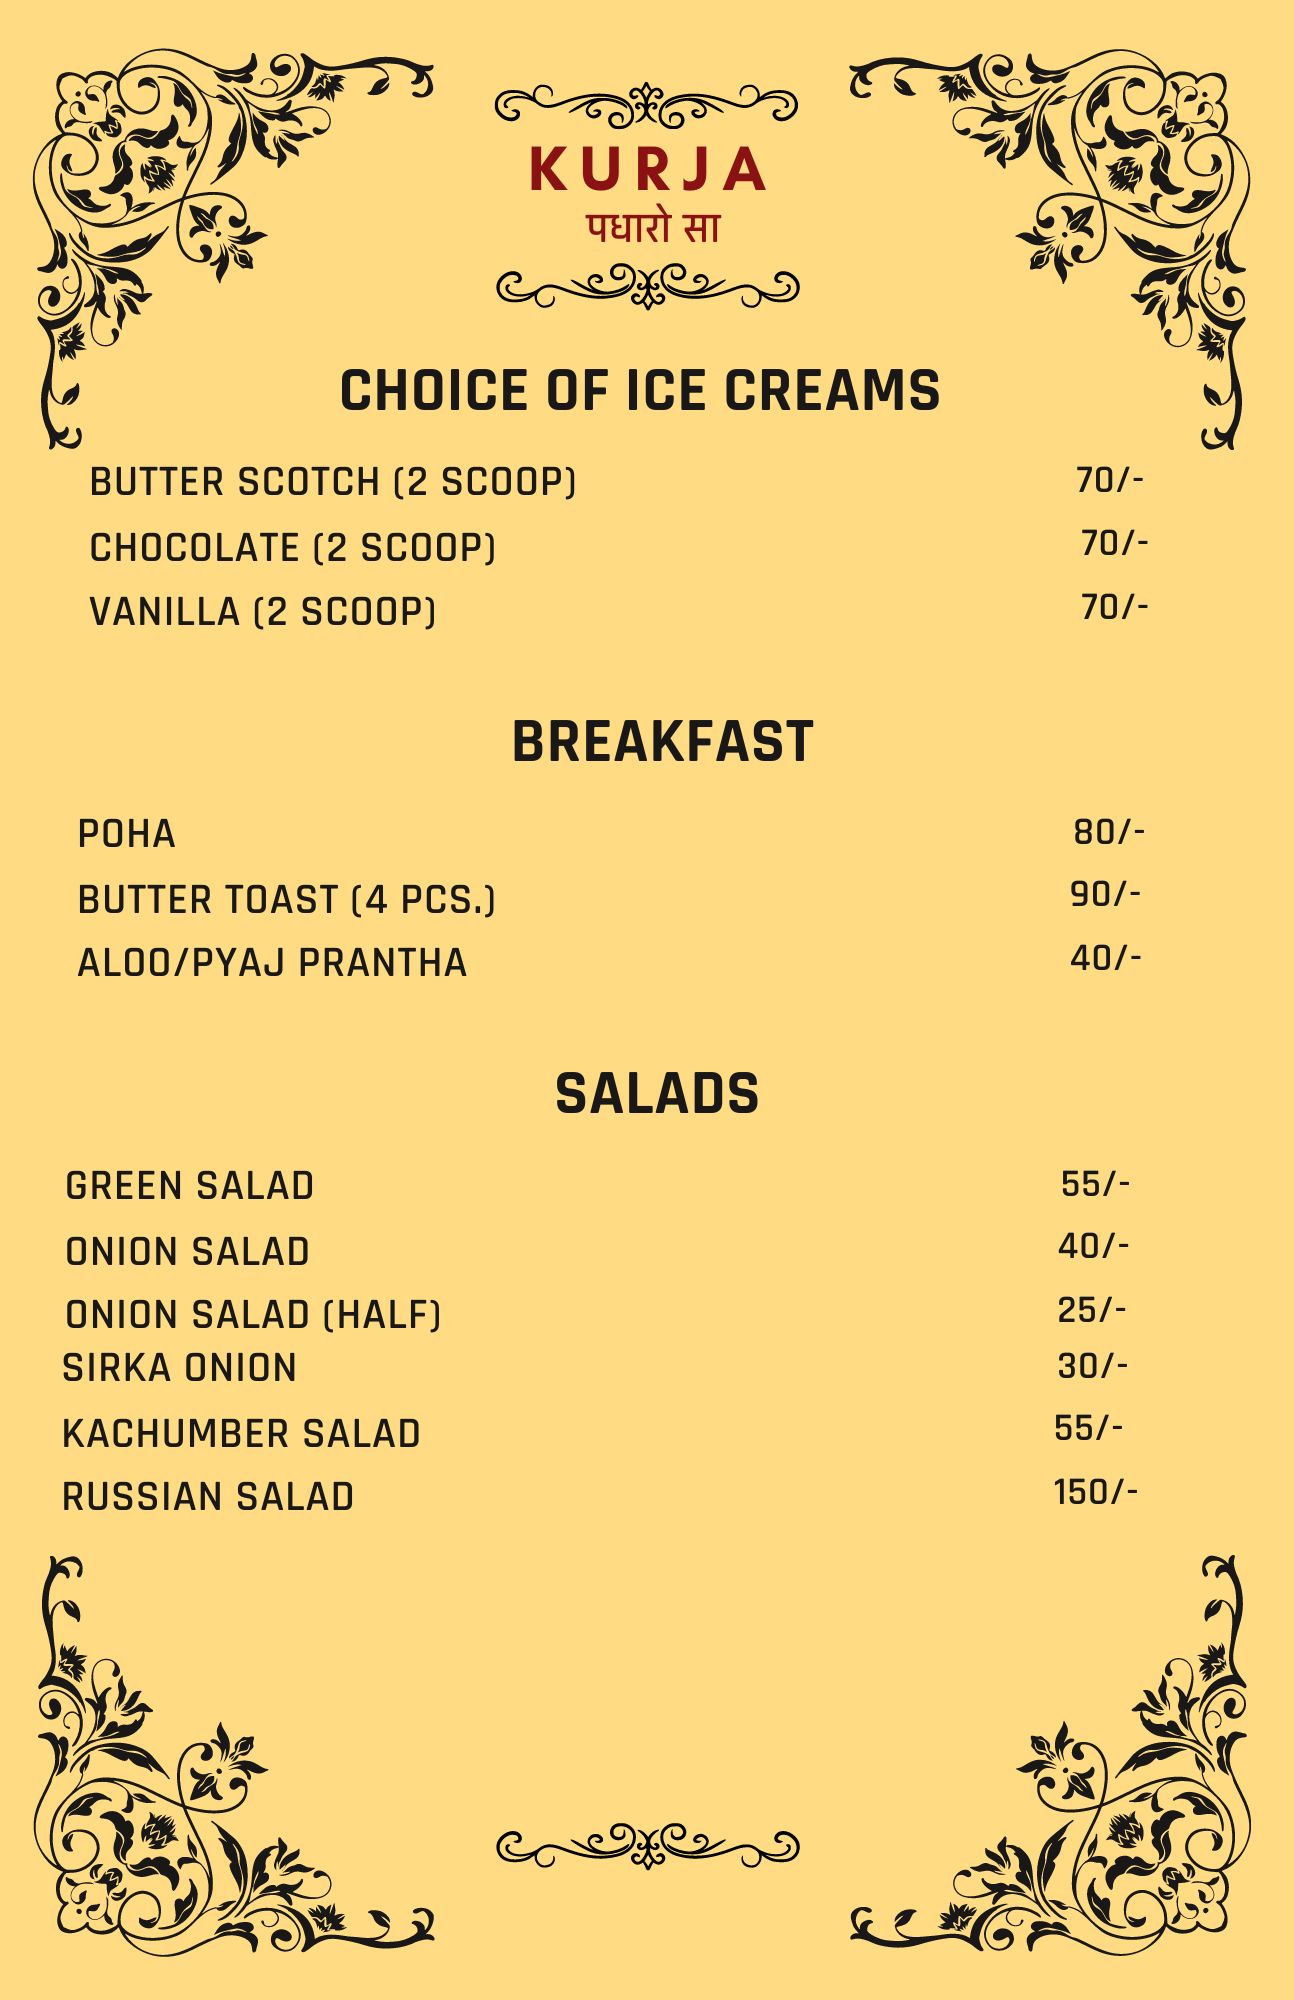 KURJA
पधारो सा
CHOICE OF ICE CREAMS
BUTTER SCOTCH (2 SCOOP) 70/-
CHOCOLATE (2 SCOOP) 70/-
VANILLA (2 SCOOP) 70/-
BREAKFAST
POHA 80/-
BUTTER TOAST (4 PCS.) 90/-
ALOO/PYAJ PRANTHA 40/-
SALADS
GREEN SALAD 55/-
ONION SALAD 40/-
ONION SALAD (HALF) 25/-
SIRKA ONION 30/-
KACHUMBER SALAD 55/-
RUSSIAN SALAD 150/-